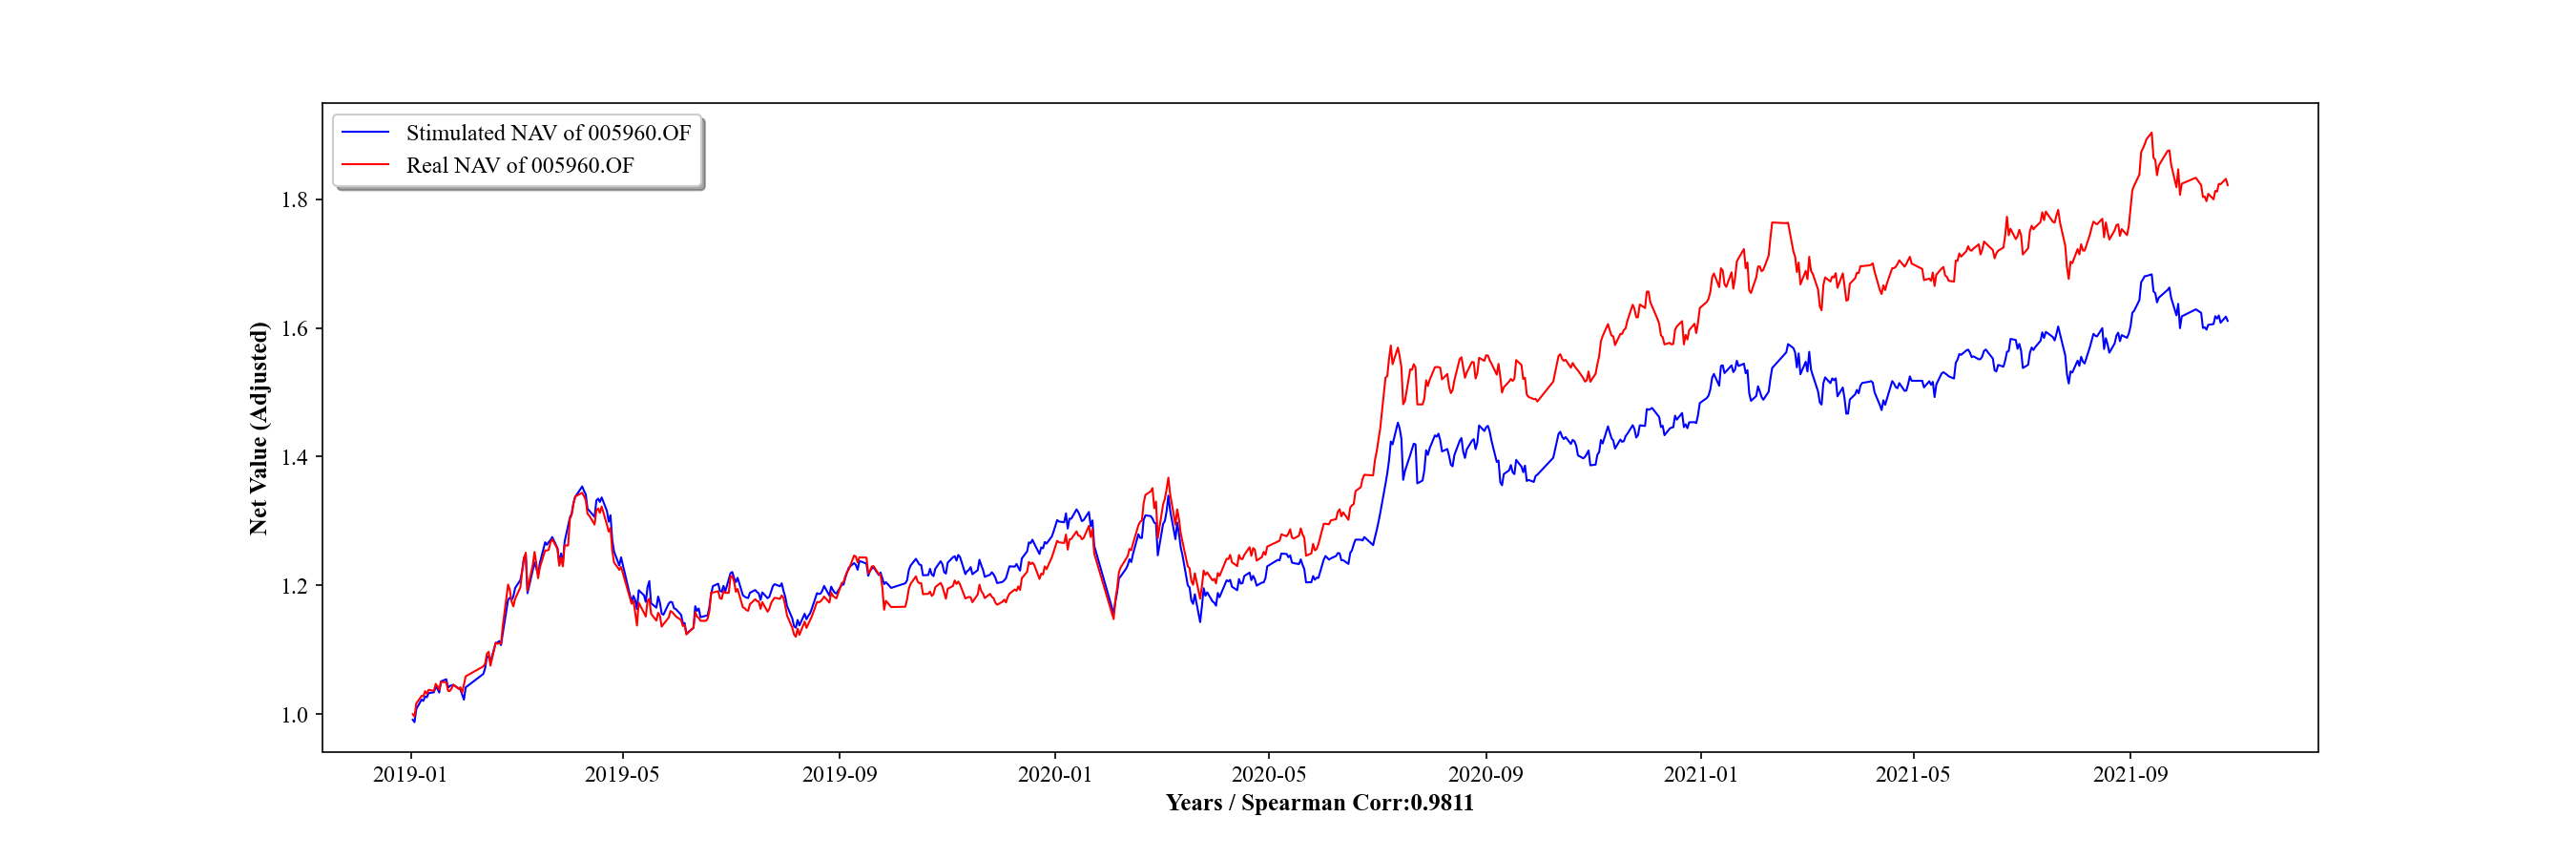 Stimulated NAV of 005960.OF
Real NAV of 005960.OF
Net Value (Adjusted)
1.8
1.6
1.4
1.2
1.0
2019-01 2019-05 2019-09 2020-01 2020-05 2020-09 2021-01 2021-05 2021-09
Years / Spearman Corr:0.9811